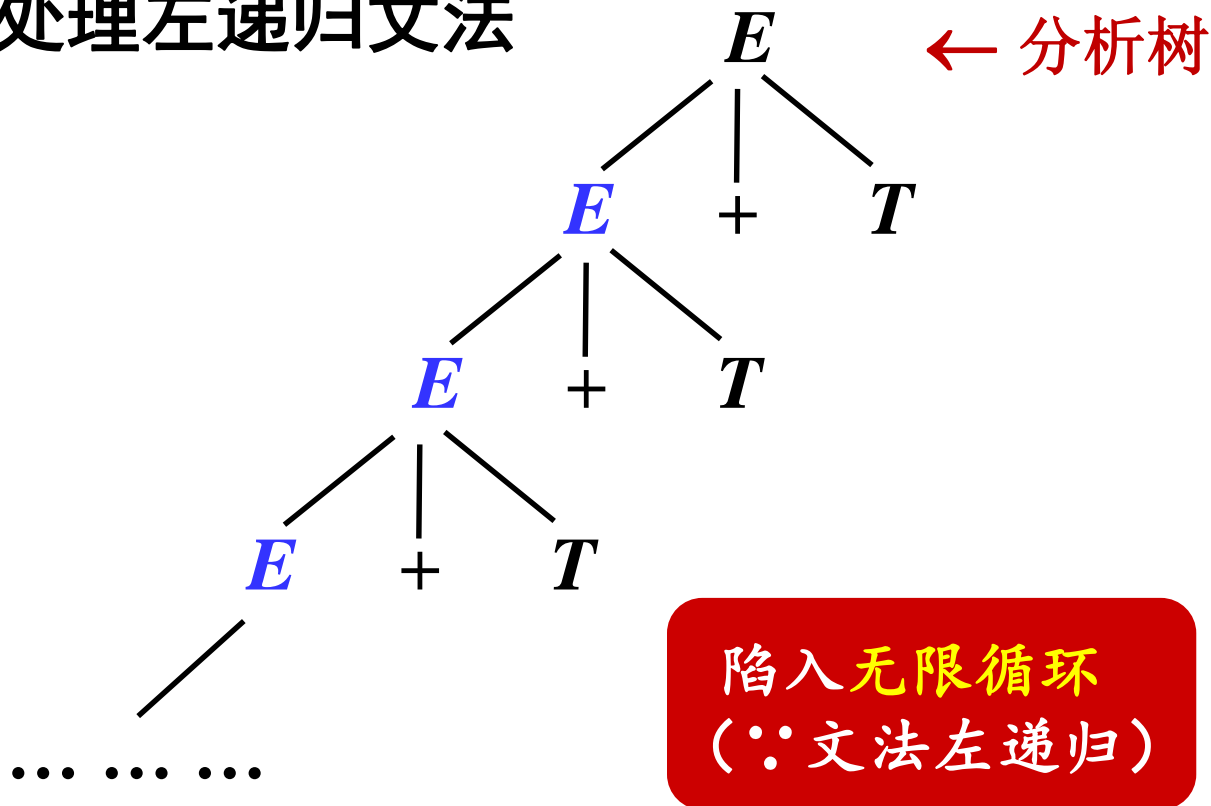 处理左递归文法
E
← 分析树
E + T
E + T
E + T
陷入无限循环
(∵文法左递归)
… … …